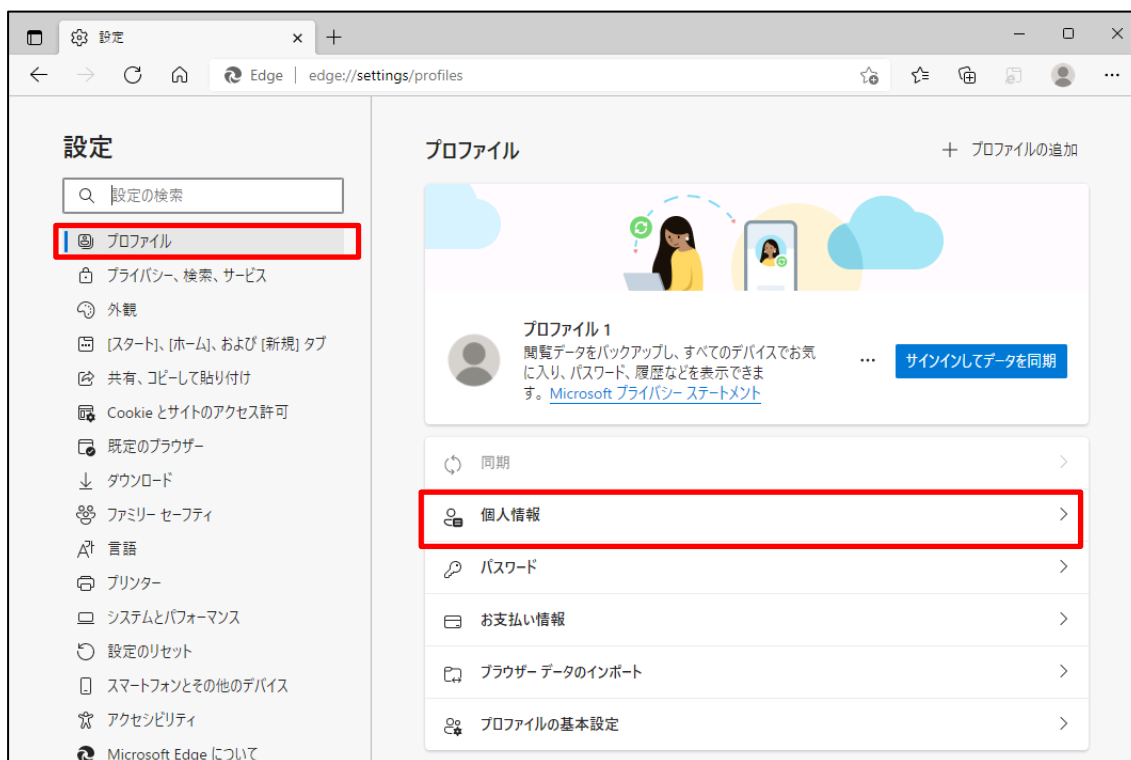 設定
Edge | edge://settings/profiles
設定
設定の検索
プロファイル
プライバシー、検索、サービス
外観
[スタート]、[ホーム]、および [新規] タブ
共有、コピーして貼り付け
Cookie とサイトのアクセス許可
既定のブラウザー
ダウンロード
ファミリー セーフティ
言語
プリンター
システムとパフォーマンス
設定のリセット
スマートフォンとその他のデバイス
アクセシビリティ
Microsoft Edge について
プロファイル
プロファイルの追加
プロファイル 1
閲覧データをバックアップし、すべてのデバイスでお気
に入り、パスワード、履歴などを表示できま
す。Microsoft プライバシー ステートメント
サインインしてデータを同期
同期
個人情報
パスワード
お支払い情報
ブラウザー データのインポート
プロファイルの基本設定